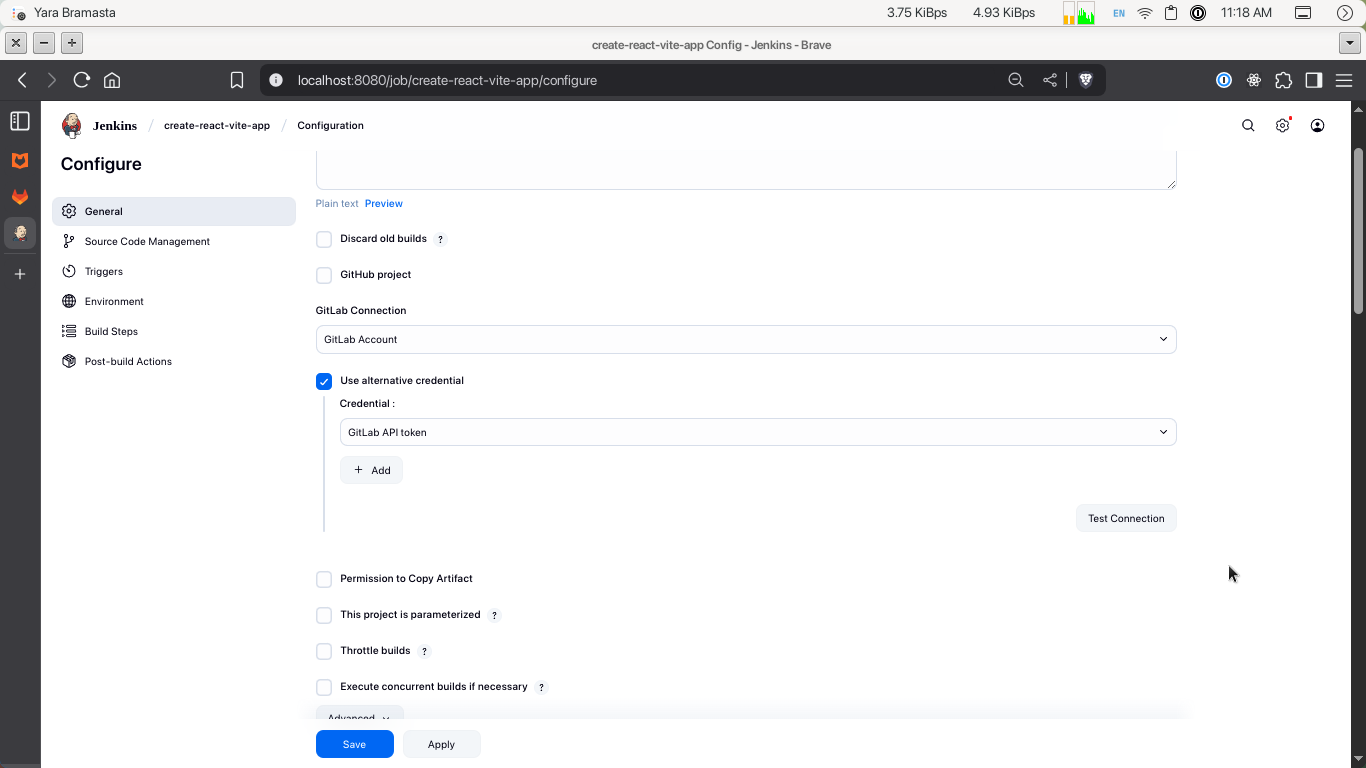 Yara Bramasta 3.75 KiBps 4.93 KiBps EN 11:18 AM
create-react-vite-app Config - Jenkins - Brave
localhost:8080/job/create-react-vite-app/configure
Jenkins / create-react-vite-app / Configuration
Configure
General
Source Code Management
Triggers
Environment
Build Steps
Post-build Actions
Plain text Preview
Discard old builds ?
GitHub project
GitLab Connection
GitLab Account
Use alternative credential
Credential :
GitLab API token
+ Add
Test Connection
Permission to Copy Artifact
This project is parameterized ?
Throttle builds ?
Execute concurrent builds if necessary ?
Advanced
Save Apply